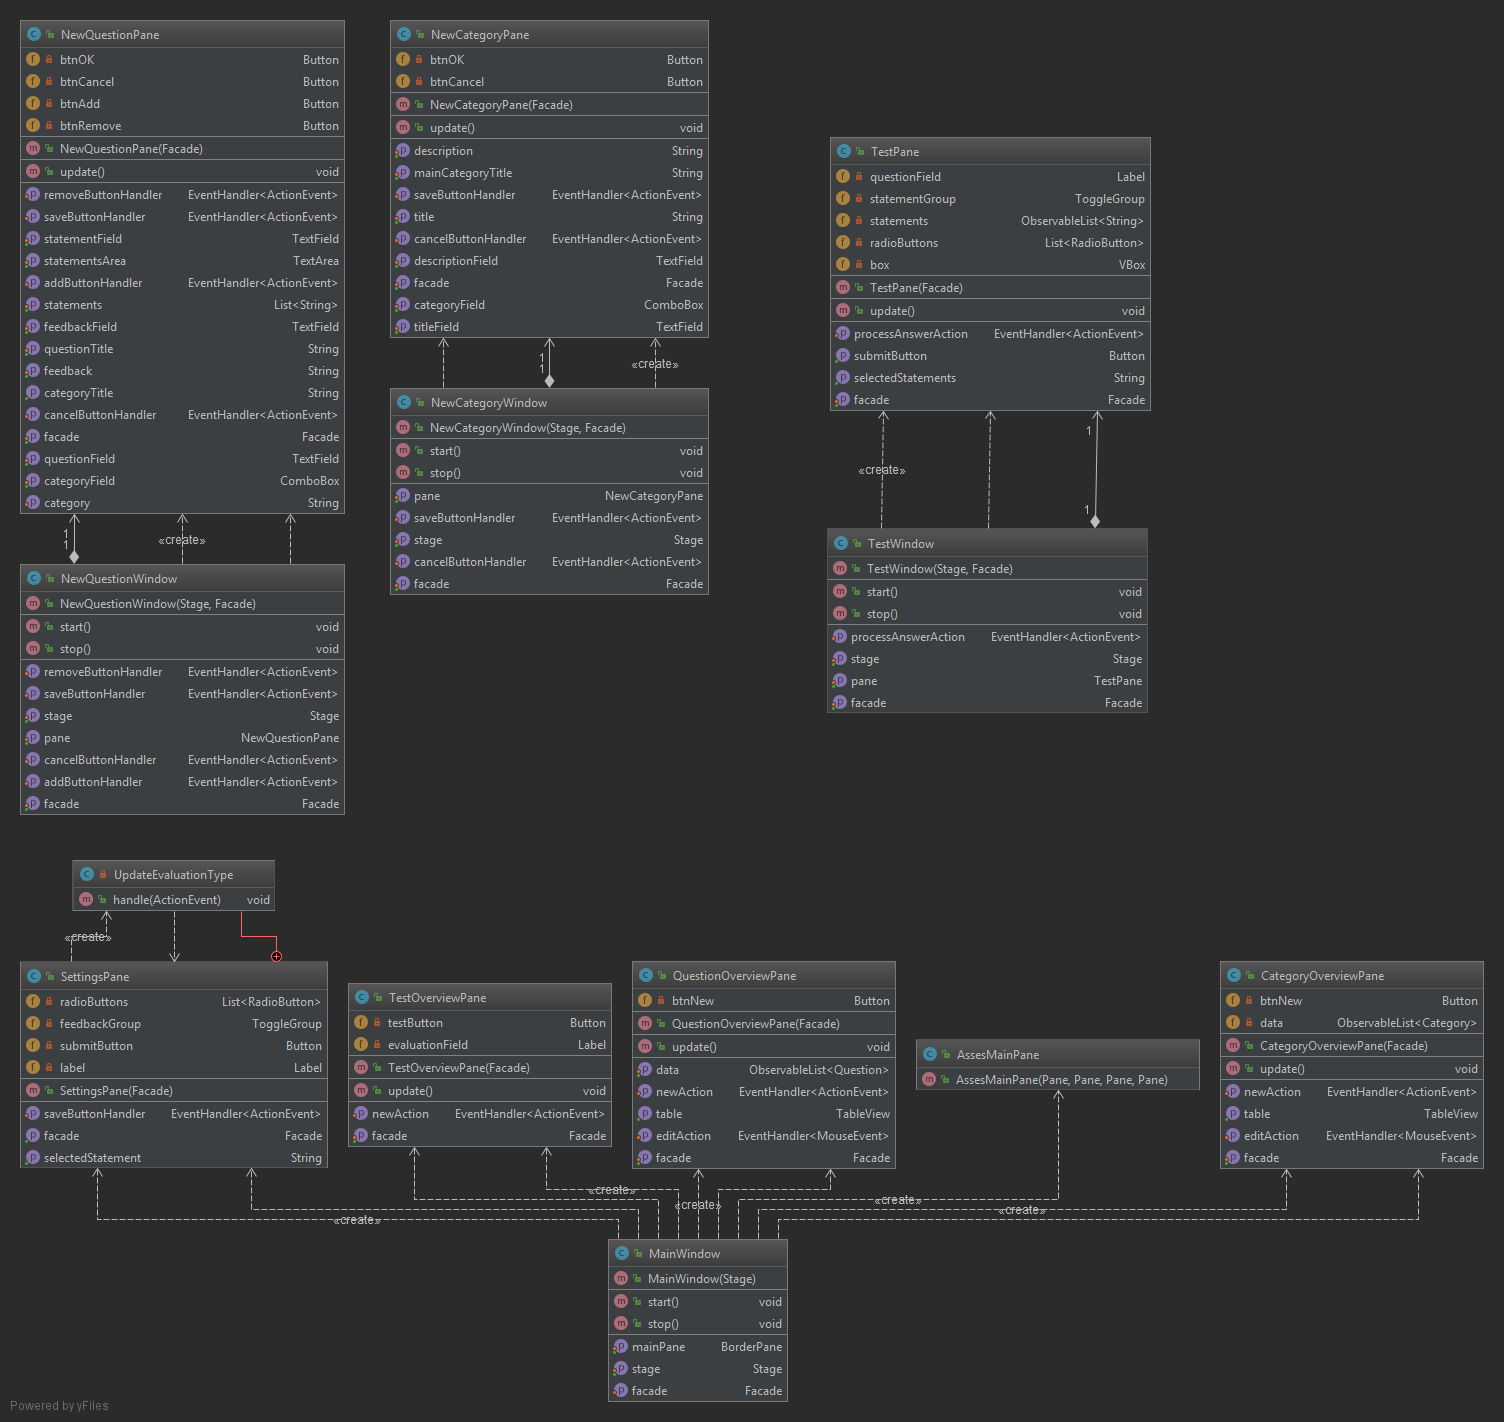 NewQuestionPane
btnOK Button
btnCancel Button
btnAdd Button
btnRemove Button
NewQuestionPane(Facade)
update() void
removeButtonHandler EventHandler<ActionEvent>
saveButtonHandler EventHandler<ActionEvent>
statementField TextField
statementsArea TextArea
addButtonHandler EventHandler<ActionEvent>
statements List<String>
feedbackField TextField
questionTitle String
feedback String
categoryTitle String
cancelButtonHandler EventHandler<ActionEvent>
facade Facade
questionField TextField
categoryField ComboBox
category String
1
1
«create»
NewQuestionWindow
NewQuestionWindow(Stage, Facade)
start() void
stop() void
removeButtonHandler EventHandler<ActionEvent>
saveButtonHandler EventHandler<ActionEvent>
stage Stage
pane NewQuestionPane
cancelButtonHandler EventHandler<ActionEvent>
addButtonHandler EventHandler<ActionEvent>
facade Facade
NewCategoryPane
btnOK Button
btnCancel Button
NewCategoryPane(Facade)
update() void
description String
mainCategoryTitle String
saveButtonHandler EventHandler<ActionEvent>
title String
cancelButtonHandler EventHandler<ActionEvent>
descriptionField TextField
facade Facade
categoryField ComboBox
titleField TextField
1
1
«create»
NewCategoryWindow
NewCategoryWindow(Stage, Facade)
start() void
stop() void
pane NewCategoryPane
saveButtonHandler EventHandler<ActionEvent>
stage Stage
cancelButtonHandler EventHandler<ActionEvent>
facade Facade
TestPane
questionField Label
statementGroup ToggleGroup
statements ObservableList<String>
radioButtons List<RadioButton>
box VBox
TestPane(Facade)
update() void
processAnswerAction EventHandler<ActionEvent>
submitButton Button
selectedStatements String
facade Facade
1
«create»
1
TestWindow
TestWindow(Stage, Facade)
start() void
stop() void
processAnswerAction EventHandler<ActionEvent>
stage Stage
pane TestPane
facade Facade
UpdateEvaluationType
handle(ActionEvent) void
«create»
SettingsPane
radioButtons List<RadioButton>
feedbackGroup ToggleGroup
submitButton Button
label Label
SettingsPane(Facade)
saveButtonHandler EventHandler<ActionEvent>
facade Facade
selectedStatement String
TestOverviewPane
testButton Button
evaluationField Label
TestOverviewPane(Facade)
update() void
newAction EventHandler<ActionEvent>
facade Facade
QuestionOverviewPane
btnNew Button
QuestionOverviewPane(Facade)
update() void
data ObservableList<Question>
newAction EventHandler<ActionEvent>
table TableView
editAction EventHandler<MouseEvent>
facade Facade
AssesMainPane
AssesMainPane(Pane, Pane, Pane, Pane)
CategoryOverviewPane
btnNew Button
data ObservableList<Category>
CategoryOverviewPane(Facade)
update() void
newAction EventHandler<ActionEvent>
table TableView
editAction EventHandler<MouseEvent>
facade Facade
«create»
«create»
«create»
«create»
«create»
MainWindow
MainWindow(Stage)
start() void
stop() void
mainPane BorderPane
stage Stage
facade Facade
Powered by yFiles